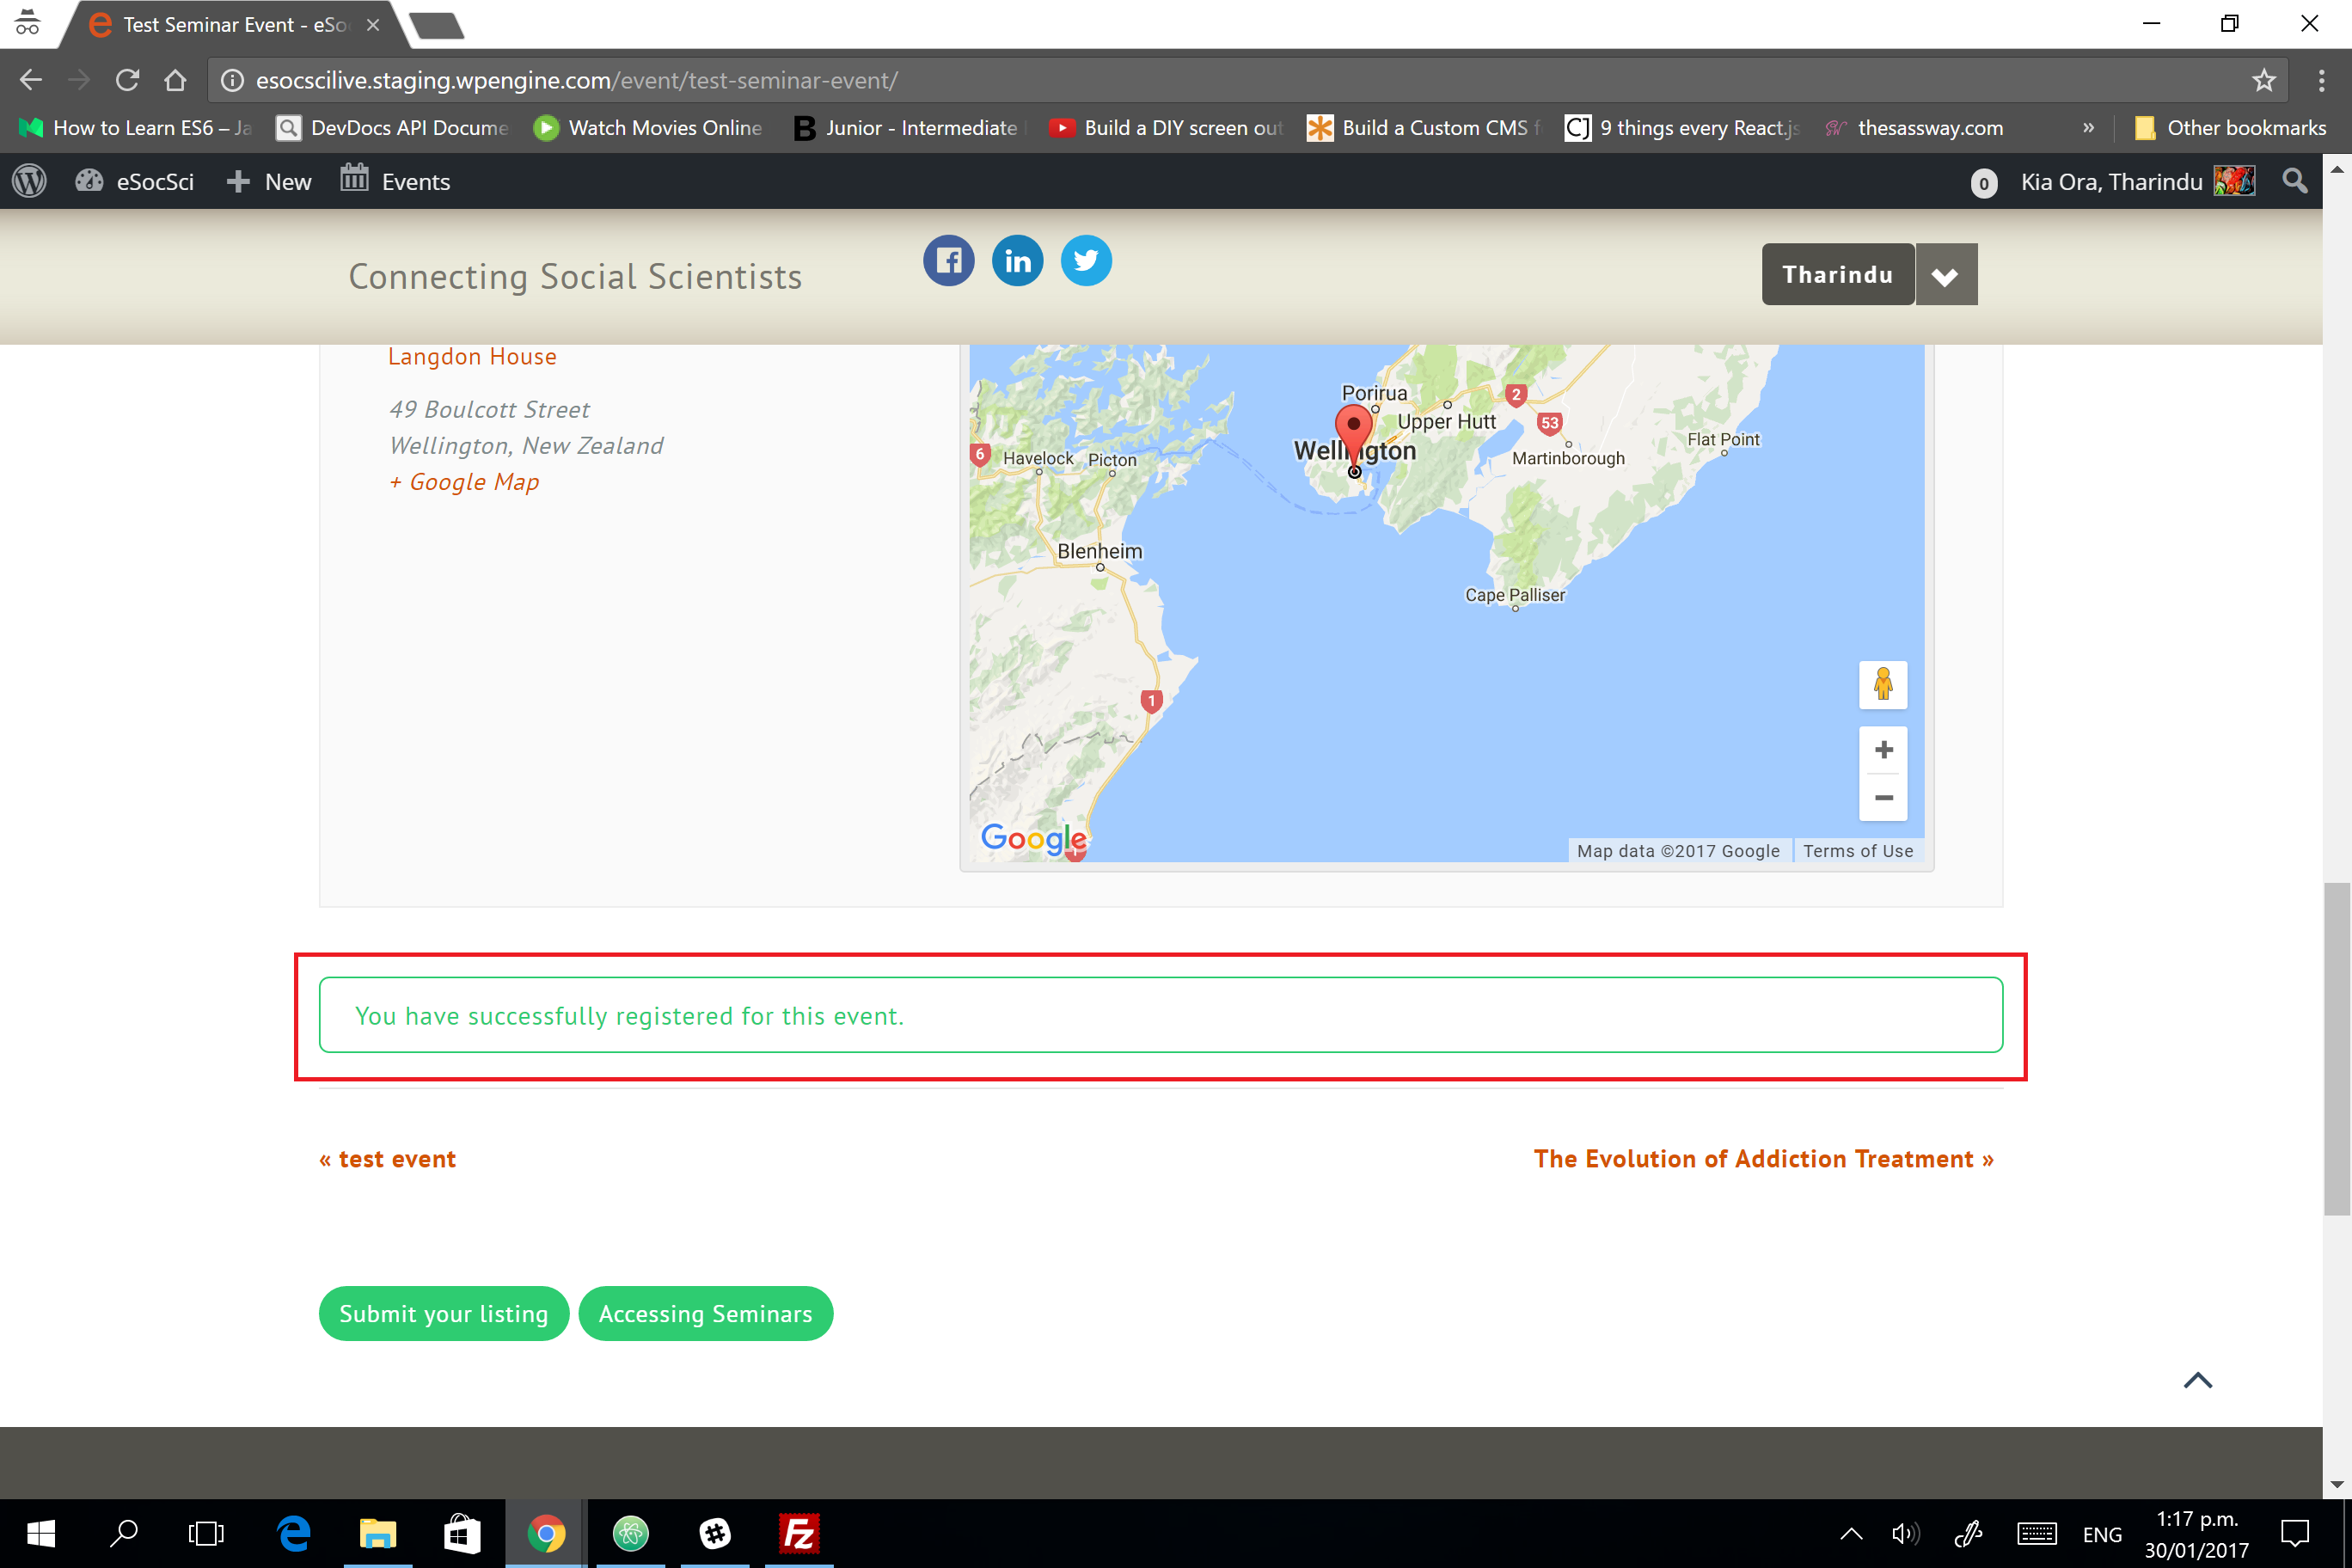 Test Seminar Event - eSoc
esocscilive.staging.wpengine.com/event/test-seminar-event/
How to Learn ES6 – Ja
DevDocs API Docume
Watch Movies Online
B Junior - Intermediate
Build a DIY screen out
Build a Custom CMS f
CJ 9 things every React.js
SW thesassway.com
»
Other bookmarks
eSocSci
New
Events
0
Kia Ora, Tharindu
Connecting Social Scientists
in
Tharindu
Langdon House
49 Boulcott Street
Wellington, New Zealand
+ Google Map
Porirua
2
Upper Hutt
53
Wellington
Flat Point
6
Havelock
Picton
Martinborough
Blenheim
Cape Palliser
1
Google
Map data ©2017 Google
Terms of Use
You have successfully registered for this event.
« test event
The Evolution of Addiction Treatment »
Submit your listing
Accessing Seminars
Fz
ENG
1:17 p.m.
30/01/2017